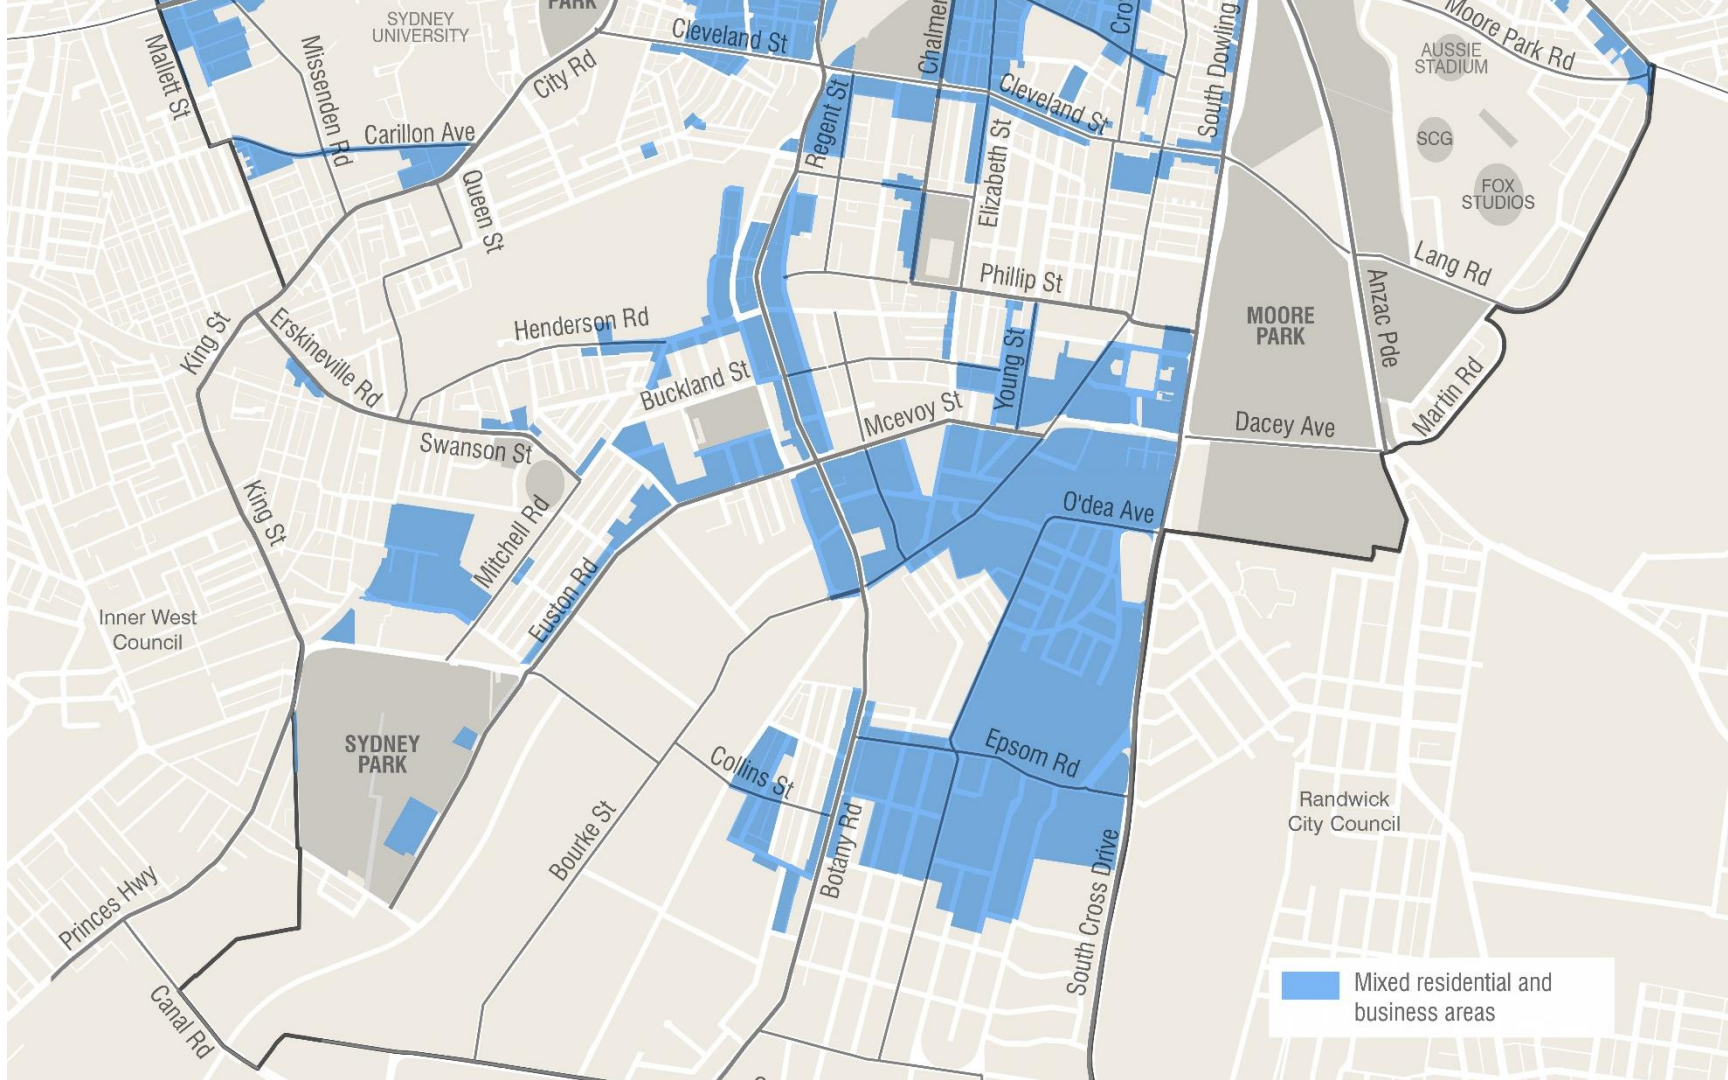 PARK
SYDNEY
UNIVERSITY
Cleveland St
Moore Park Rd
AUSSIE
STADIUM
Mallett St
Missenden Rd
City Rd
South Dowling
Cleveland St
Carillon Ave
Regent St
SCG
Elizabeth St
Queen St
FOX
STUDIOS
Phillip St
Lang Rd
Anzac Pde
MOORE
PARK
Henderson Rd
King St
Erskineville Rd
Young St
Buckland St
Mcevoy St
Martin Rd
Dacey Ave
Swanson St
King St
O'dea Ave
Mitchell Rd
Euston Rd
Inner West
Council
SYDNEY
PARK
Collins St
Epsom Rd
Bourke St
Botany Rd
Randwick
City Council
South Cross Drive
Princes Hwy
Canal Rd
Mixed residential and
business areas